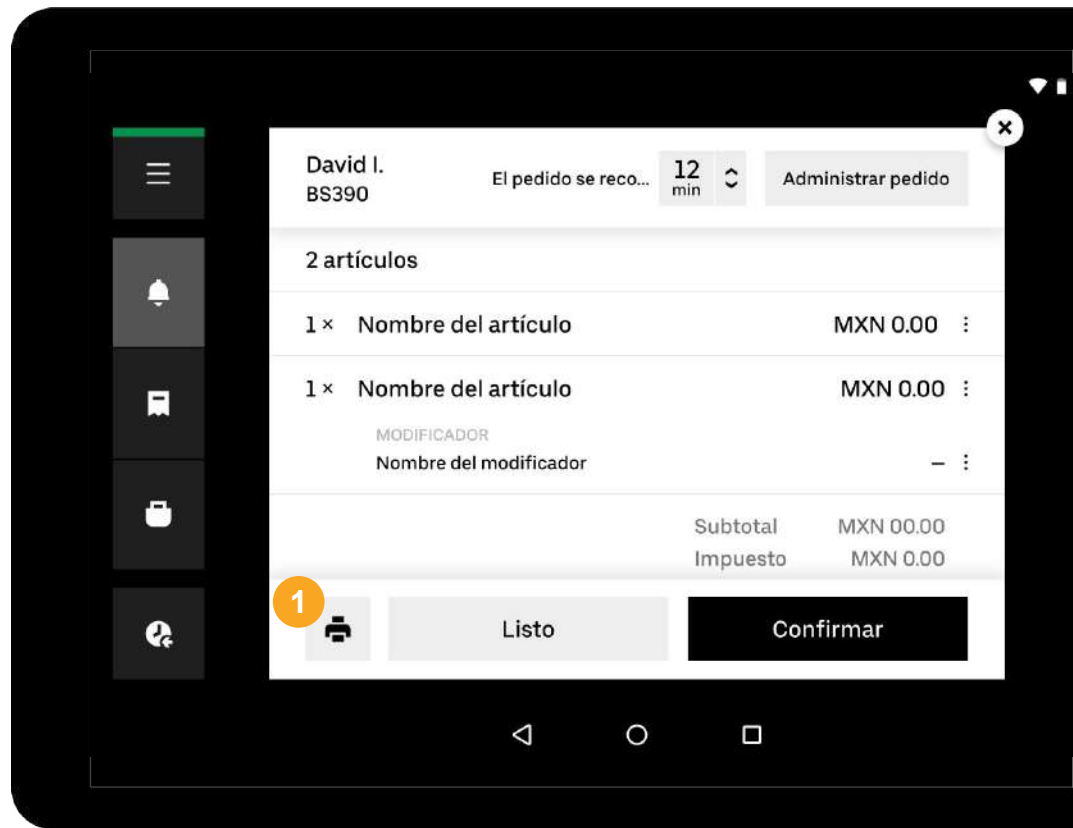 David I.
BS390
El pedido se reco...
12
min
Administrar pedido
2 artículos
1 × Nombre del artículo MXN 0.00
1 × Nombre del artículo MXN 0.00
MODIFICADOR
Nombre del modificador –
Subtotal MXN 00.00
Impuesto MXN 0.00
1
Listo
Confirmar